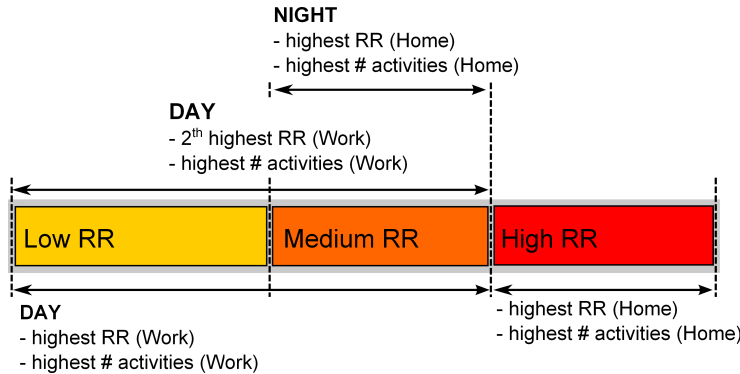 NIGHT
- highest RR (Home)
- highest # activities (Home)
DAY
- 2th highest RR (Work)
- highest # activities (Work)
Low RR
Medium RR
High RR
DAY
- highest RR (Work)
- highest # activities (Work)
- highest RR (Home)
- highest # activities (Home)